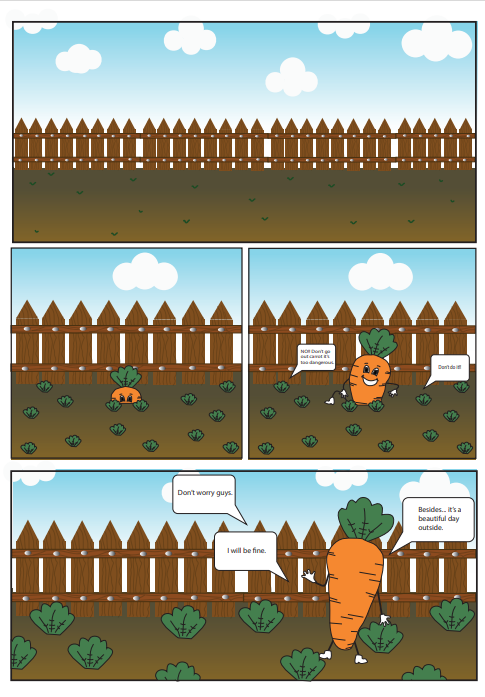 NO!! Don't go
out carrot it's
too dangerous
Don't do it!!
Don't worry guys.
I will be fine.
Besides... it's a
beautiful day
outside.